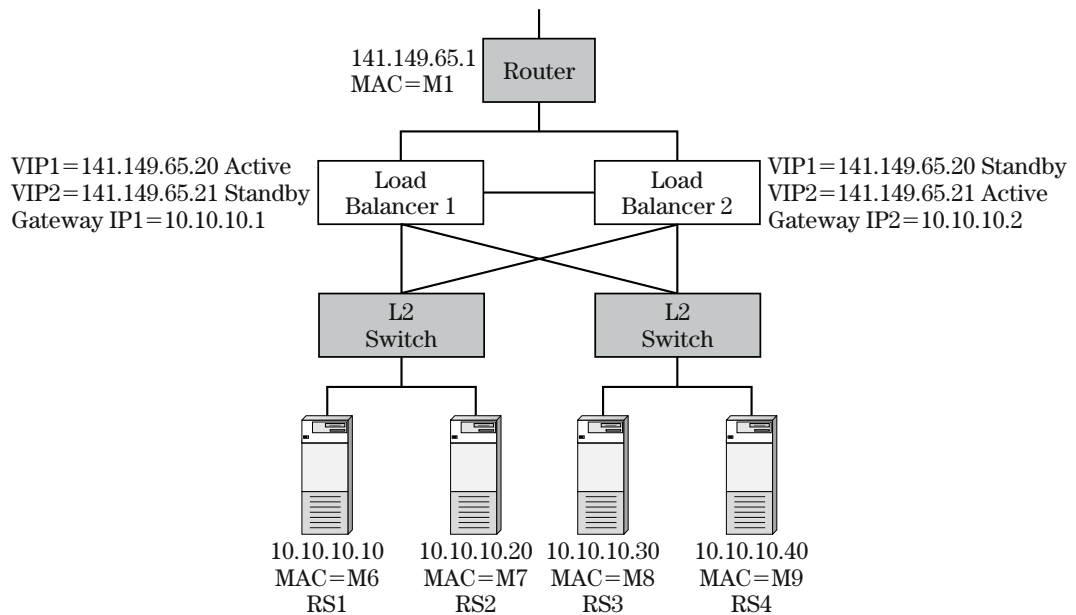 141.149.65.1
MAC=M1
Router
VIP1=141.149.65.20 Active
VIP2=141.149.65.21 Standby
Gateway IP1=10.10.10.1
Load
Balancer 1
Load
Balancer 2
VIP1=141.149.65.20 Standby
VIP2=141.149.65.21 Active
Gateway IP2=10.10.10.2
L2
Switch
L2
Switch
10.10.10.10
MAC=M6
RS1
10.10.10.20
MAC=M7
RS2
10.10.10.30
MAC=M8
RS3
10.10.10.40
MAC=M9
RS4